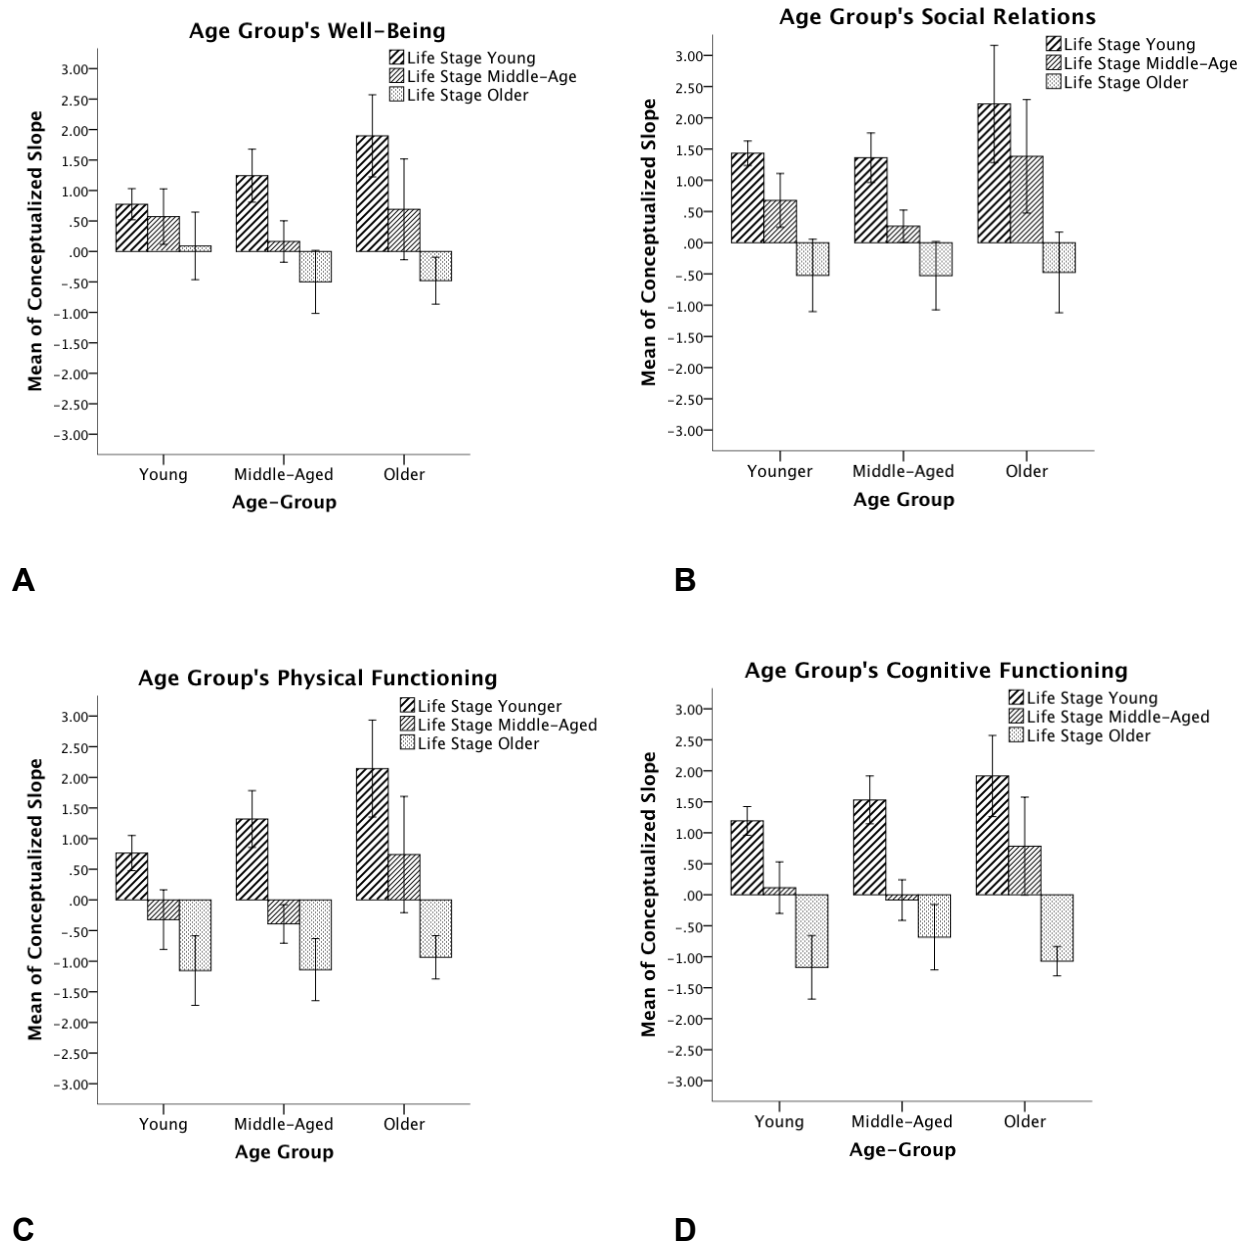 Age Group's Well-Being
Life Stage Young
Life Stage Middle-Age
Life Stage Older
Mean of Conceptualized Slope
3.00
2.50
2.00
1.50
1.00
.50
.00
-.50
-1.00
-1.50
-2.00
-2.50
-3.00
Young Middle-Aged Older
Age-Group
A
Age Group's Social Relations
Life Stage Young
Life Stage Middle-Age
Life Stage Older
Mean of Conceptualized Slope
3.00
2.50
2.00
1.50
1.00
.50
.00
-.50
-1.00
-1.50
-2.00
-2.50
-3.00
Younger Middle-Aged Older
Age Group
B
Age Group's Physical Functioning
Life Stage Younger
Life Stage Middle-Aged
Life Stage Older
Mean of Conceptualized Slope
3.00
2.50
2.00
1.50
1.00
.50
.00
-.50
-1.00
-1.50
-2.00
-2.50
-3.00
Young Middle-Aged Older
Age Group
C
Age Group's Cognitive Functioning
Life Stage Young
Life Stage Middle-Aged
Life Stage Older
Mean of Conceptualized Slope
3.00
2.50
2.00
1.50
1.00
.50
.00
-.50
-1.00
-1.50
-2.00
-2.50
-3.00
Young Middle-Aged Older
Age-Group
D